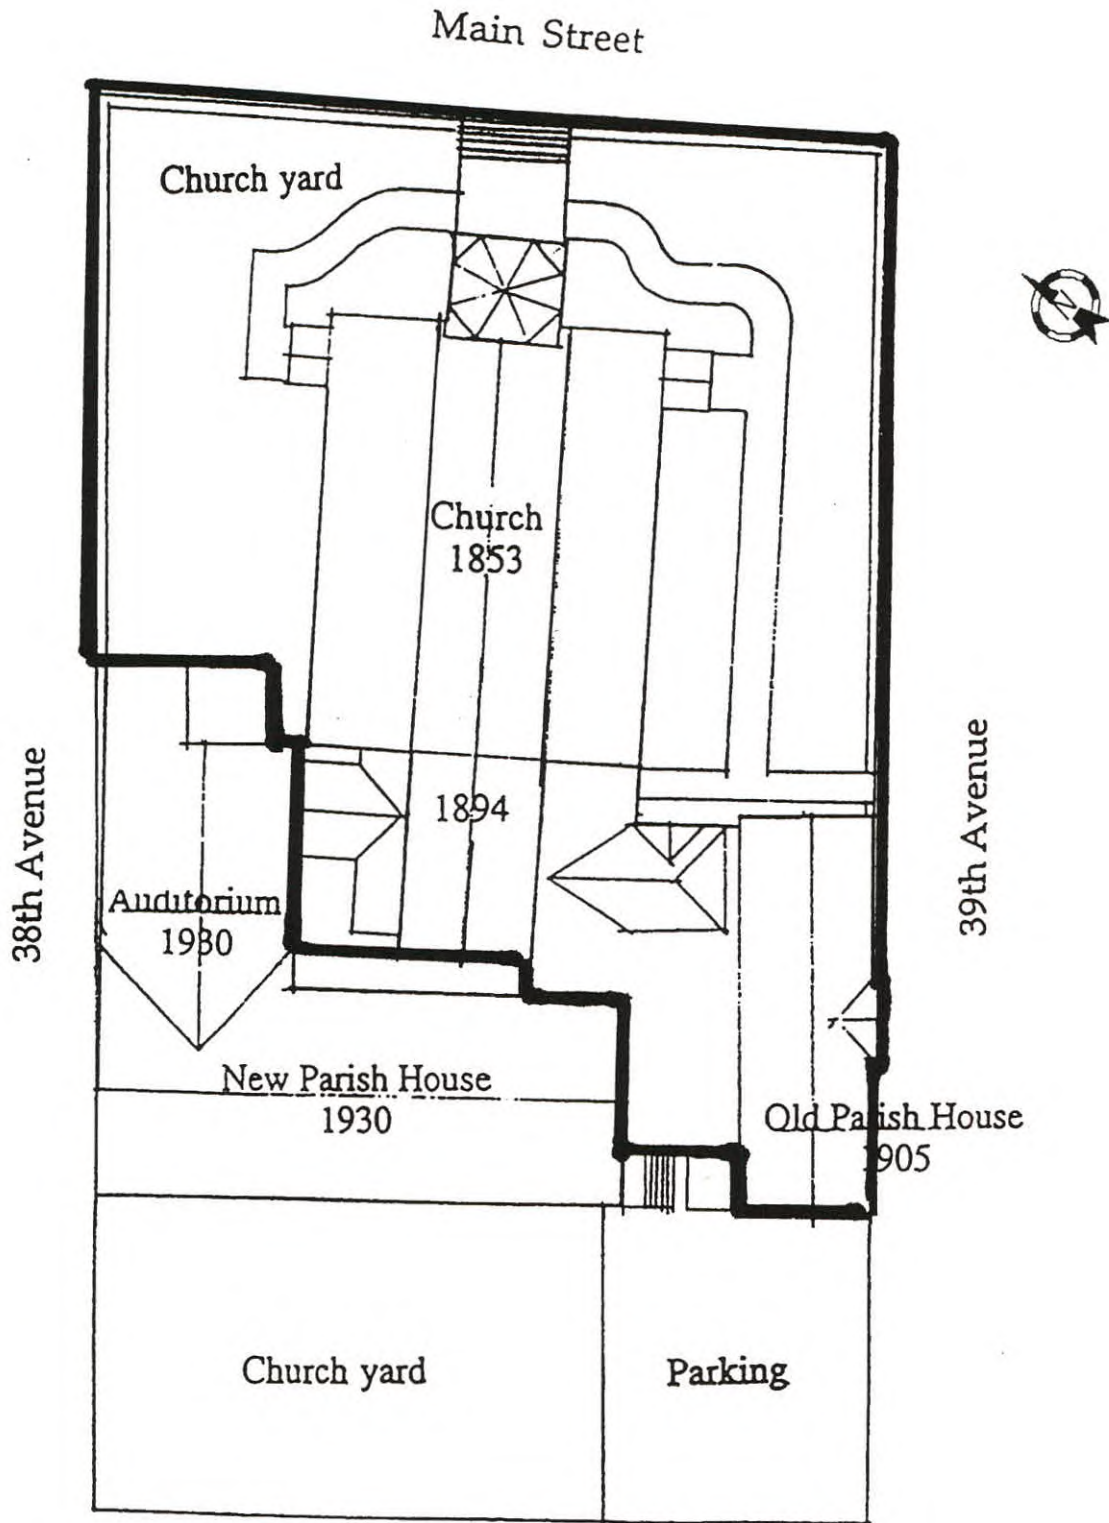 Main Street
Church yard
N
Church
1853
1894
38th Avenue
39th Avenue
Auditorium
1930
New Parish House
1930
Old Parish House
1905
Church yard
Parking